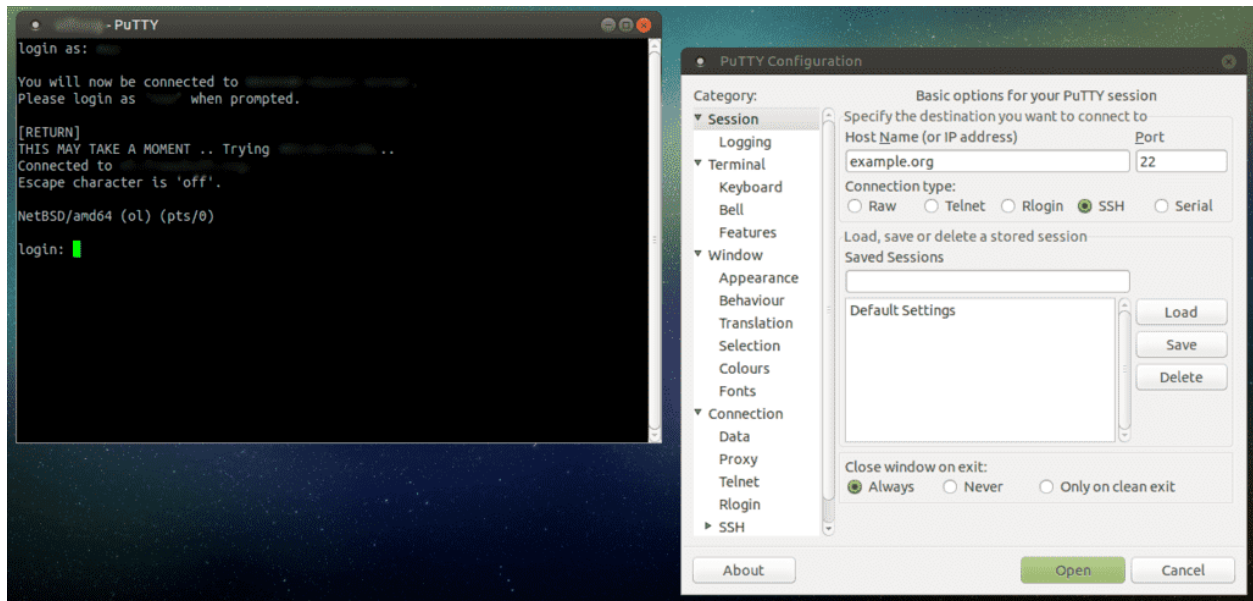 - PuTTY
login as:
You will now be connected to
Please login as when prompted.
[RETURN]
THIS MAY TAKE A MOMENT .. Trying ..
Connected to
Escape character is 'off'.
NetBSD/amd64 (ol) (pts/0)
login:
PuTTY Configuration
Category:
Session
Logging
Terminal
Keyboard
Bell
Features
Window
Appearance
Behaviour
Translation
Selection
Colours
Fonts
Connection
Data
Proxy
Telnet
Rlogin
SSH
Basic options for your PuTTY session
Specify the destination you want to connect to
Host Name (or IP address) Port
example.org 22
Connection type:
Raw Telnet Rlogin SSH Serial
Load, save or delete a stored session
Saved Sessions
Default Settings
Load
Save
Delete
Close window on exit:
Always Never Only on clean exit
About Open Cancel